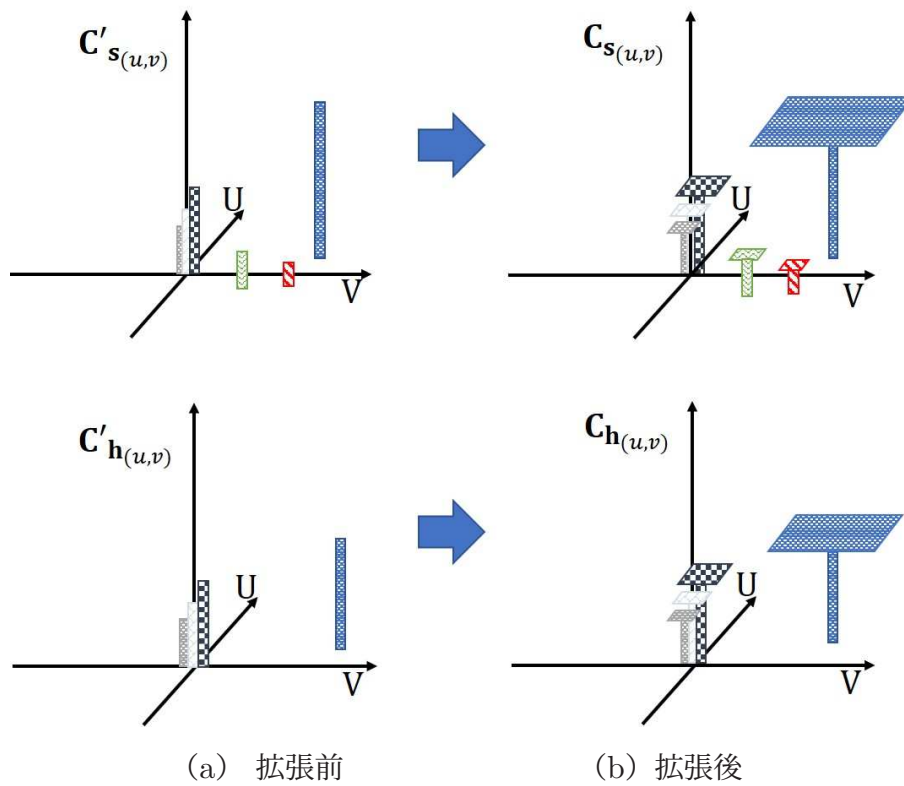 C′s(u,v)
Cs(u,v)
U
U
V
V
C′h(u,v)
Ch(u,v)
U
U
V
V
(a) 拡張前
(b) 拡張後